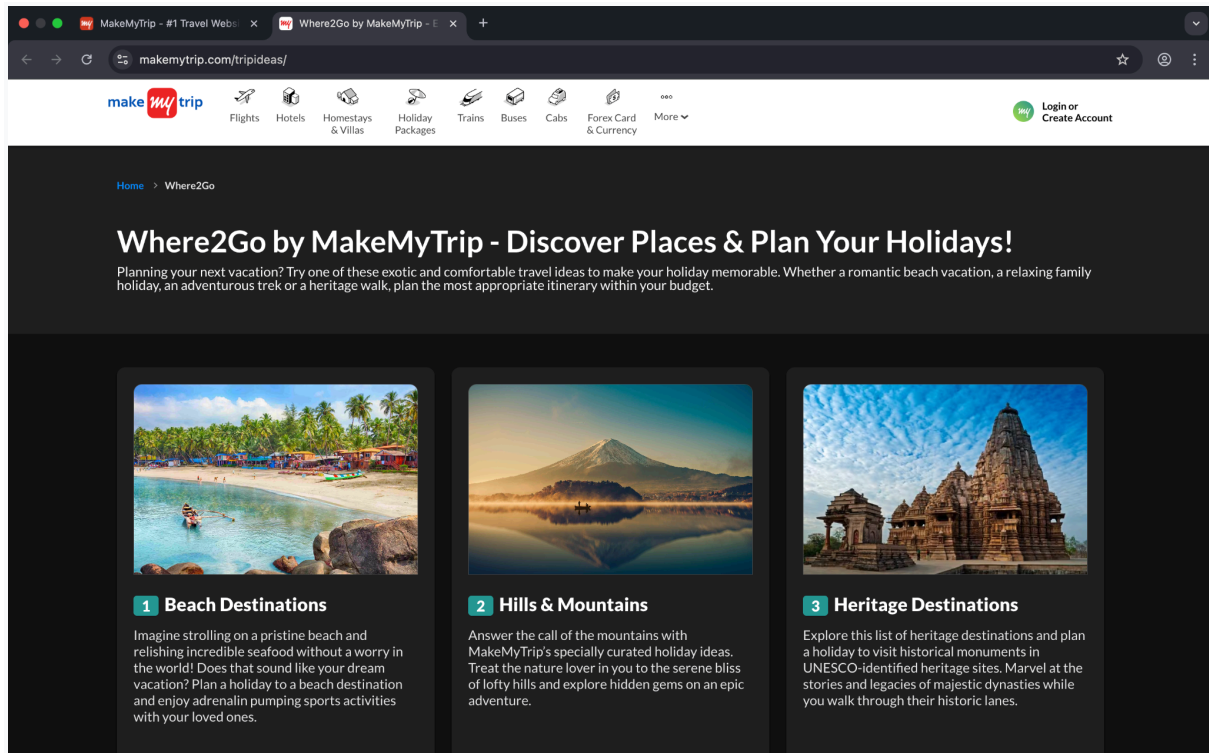 MakeMyTrip - #1 Travel Websi
Where2Go by MakeMyTrip - E
makemytrip.com/tripideas/
make my trip
Flights
Hotels
Homestays
& Villas
Holiday
Packages
Trains
Buses
Cabs
Forex Card
& Currency
More
my
Login or
Create Account
Home > Where2Go
Where2Go by MakeMyTrip - Discover Places & Plan Your Holidays!
Planning your next vacation? Try one of these exotic and comfortable travel ideas to make your holiday memorable. Whether a romantic beach vacation, a relaxing family
holiday, an adventurous trek or a heritage walk, plan the most appropriate itinerary within your budget.
1 Beach Destinations
Imagine strolling on a pristine beach and
relishing incredible seafood without a worry in
the world! Does that sound like your dream
vacation? Plan a holiday to a beach destination
and enjoy adrenalin pumping sports activities
with your loved ones.
2 Hills & Mountains
Answer the call of the mountains with
MakeMyTrip's specially curated holiday ideas.
Treat the nature lover in you to the serene bliss
of lofty hills and explore hidden gems on an epic
adventure.
3 Heritage Destinations
Explore this list of heritage destinations and plan
a holiday to visit historical monuments in
UNESCO-identified heritage sites. Marvel at the
stories and legacies of majestic dynasties while
you walk through their historic lanes.